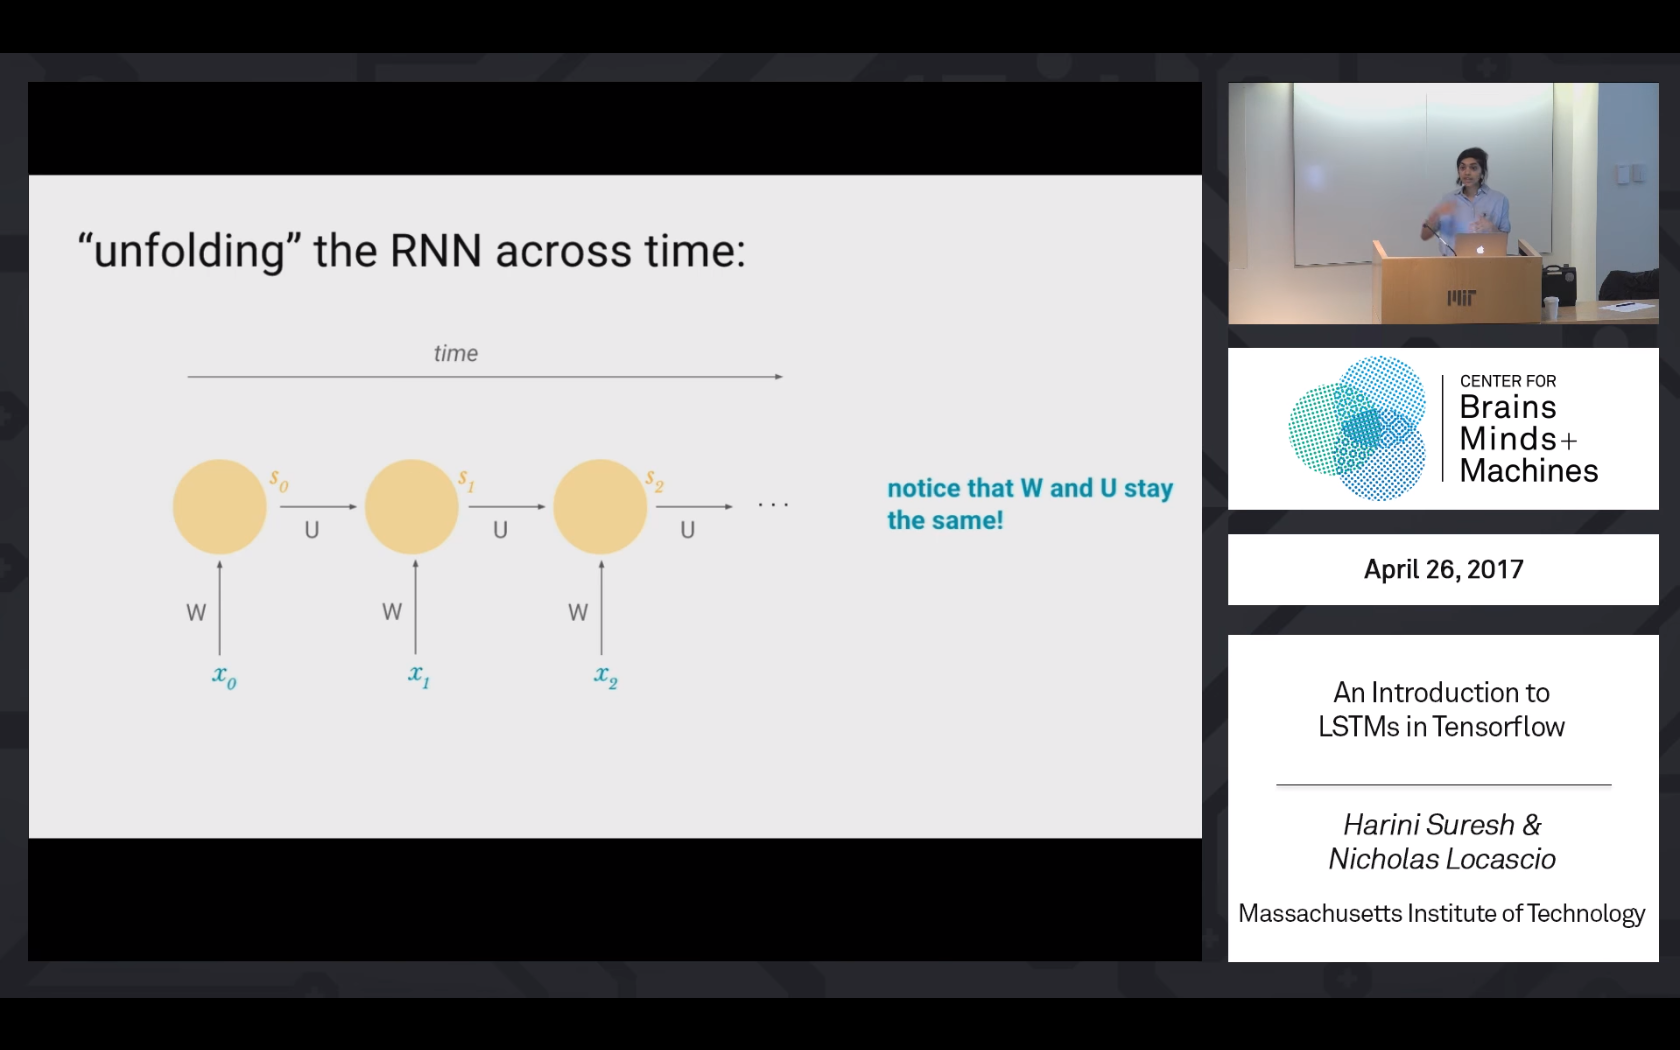 “unfolding” the RNN across time:
time
s0 s1 s2
U U U ...
W W W
x0 x1 x2
notice that W and U stay
the same!
MIT
CENTER FOR
Brains
Minds+
Machines
April 26, 2017
An Introduction to
LSTMs in Tensorflow
Harini Suresh &
Nicholas Locascio
Massachusetts Institute of Technology